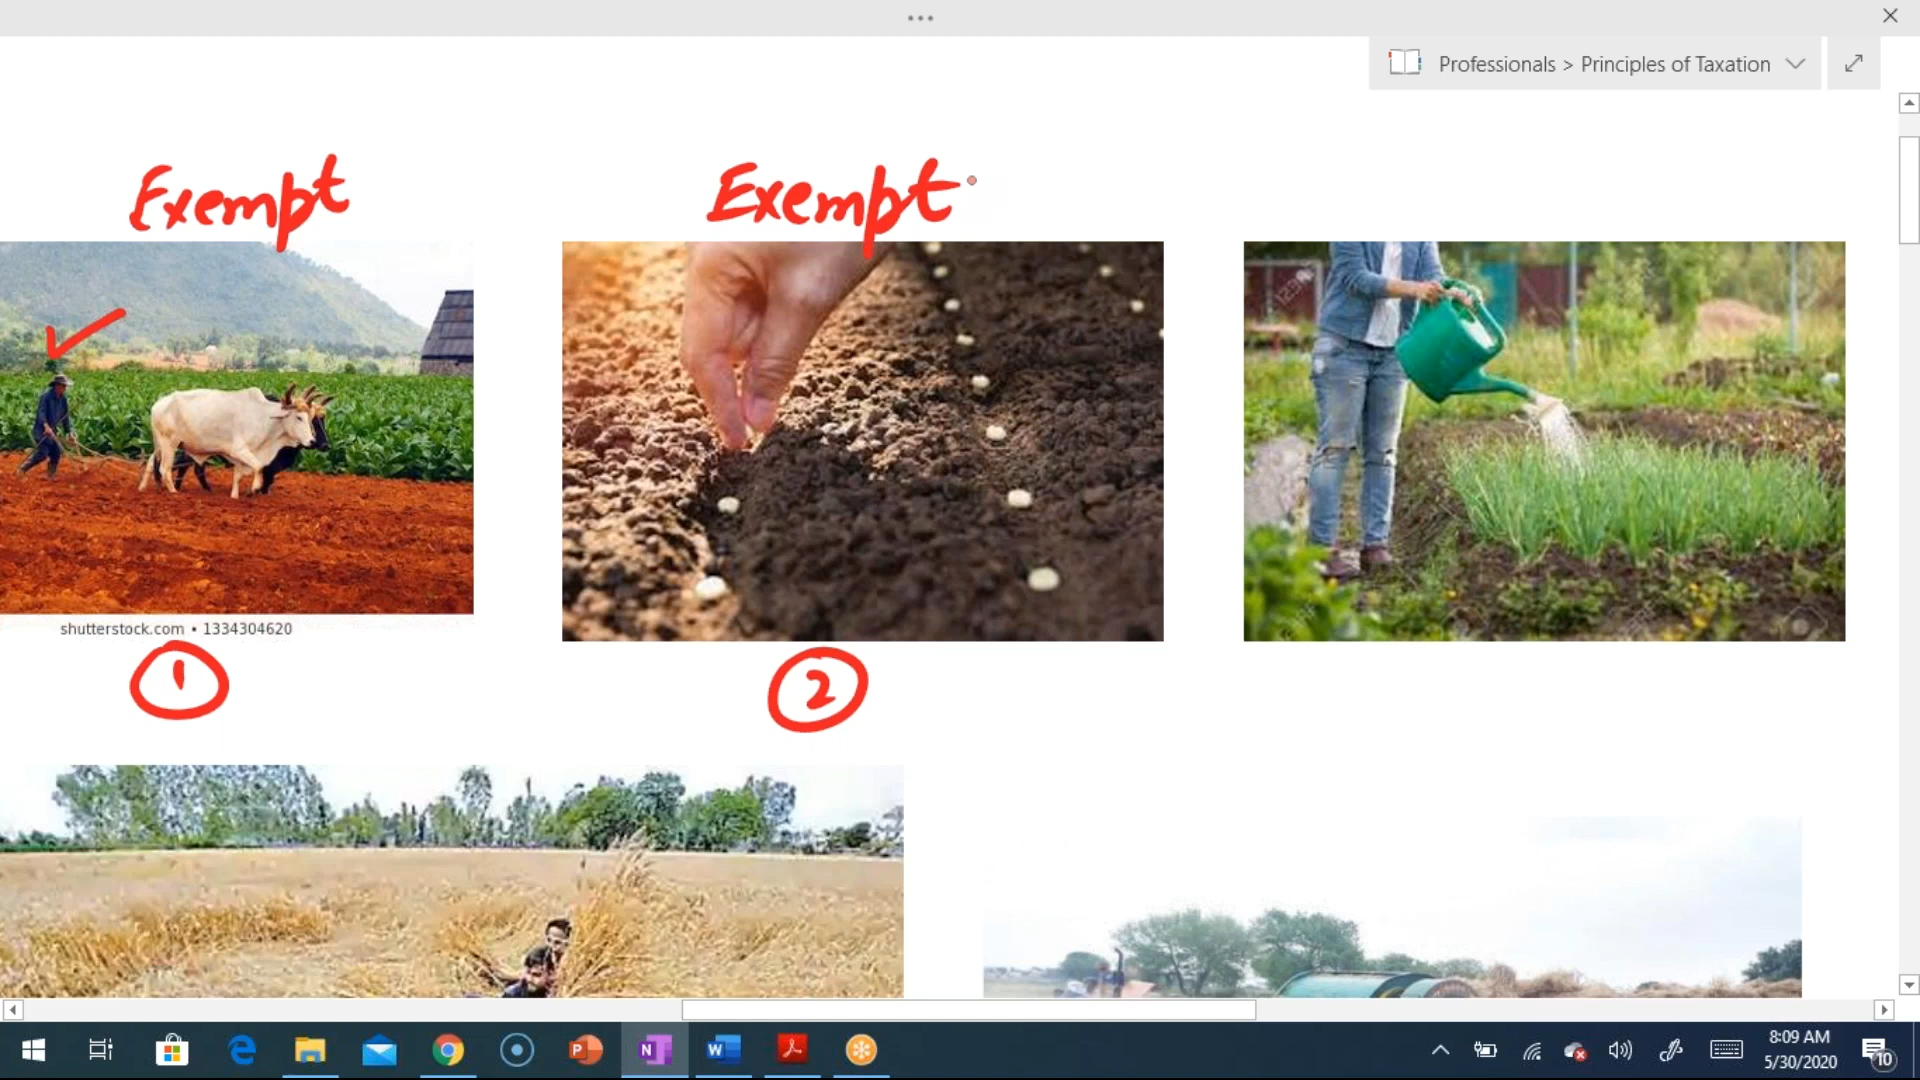 Professionals > Principles of Taxation
Exempt
Exempt
shutterstock.com • 1334304620
1
2
8:09 AM
5/30/2020
10